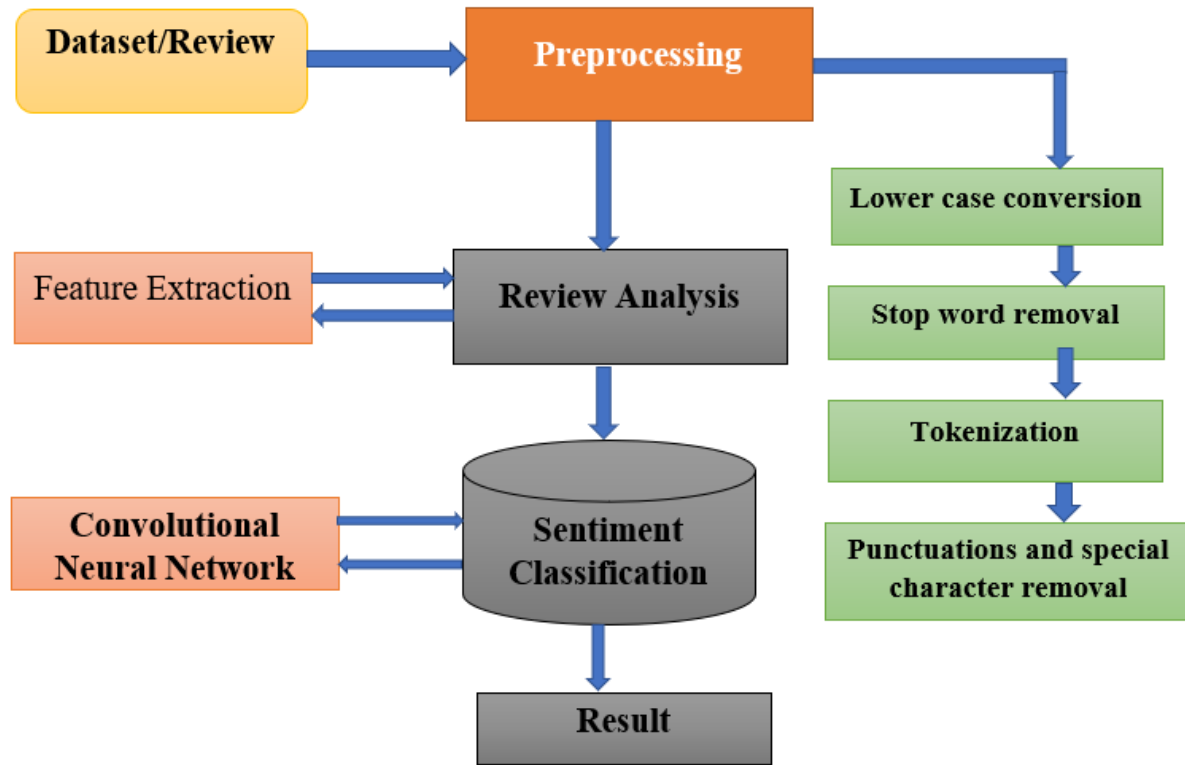 Dataset/Review
Preprocessing
Lower case conversion
Feature Extraction
Review Analysis
Stop word removal
Tokenization
Convolutional
Neural Network
Sentiment
Classification
Punctuations and special
character removal
Result